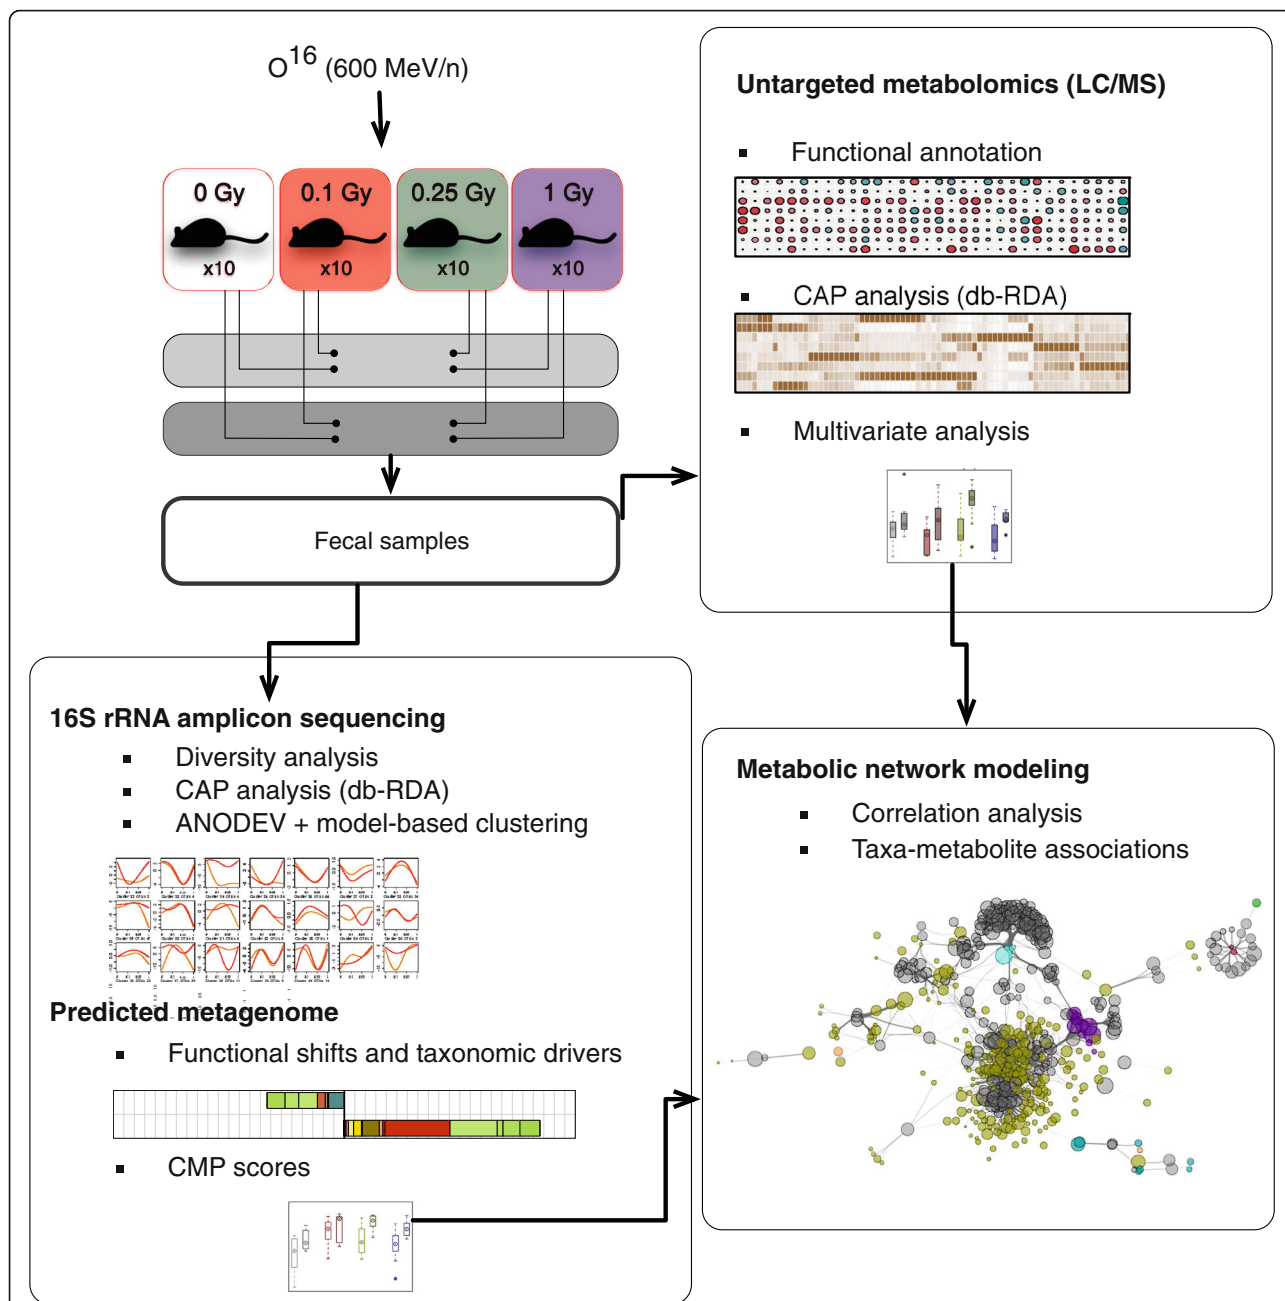 O16 (600 MeV/n)
0 Gy
x10
0.1 Gy
x10
0.25 Gy
x10
1 Gy
x10
Fecal samples
Untargeted metabolomics (LC/MS)
▪ Functional annotation
▪ CAP analysis (db-RDA)
▪ Multivariate analysis
16S rRNA amplicon sequencing
▪ Diversity analysis
▪ CAP analysis (db-RDA)
▪ ANODEV + model-based clustering
Predicted metagenome
▪ Functional shifts and taxonomic drivers
▪ CMP scores
Metabolic network modeling
▪ Correlation analysis
▪ Taxa-metabolite associations